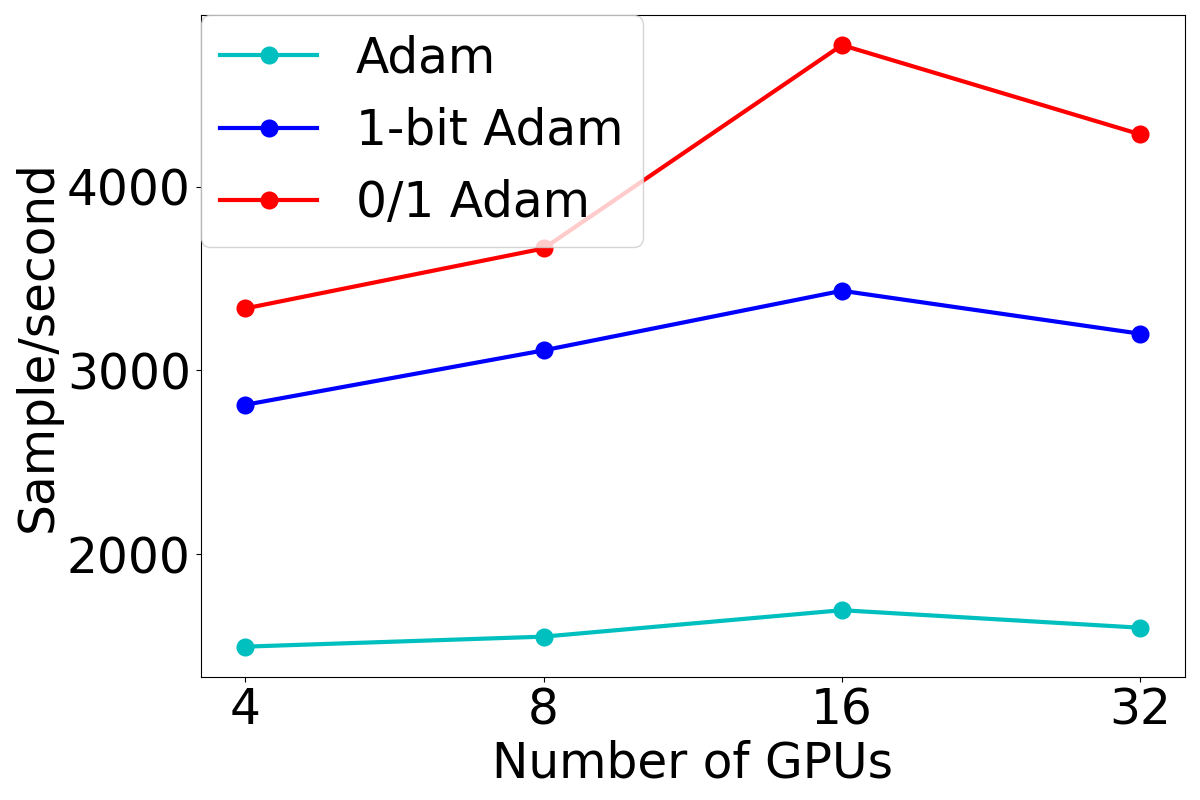 Adam
1-bit Adam
0/1 Adam
Sample/second
4000
3000
2000
4 8 16 32
Number of GPUs